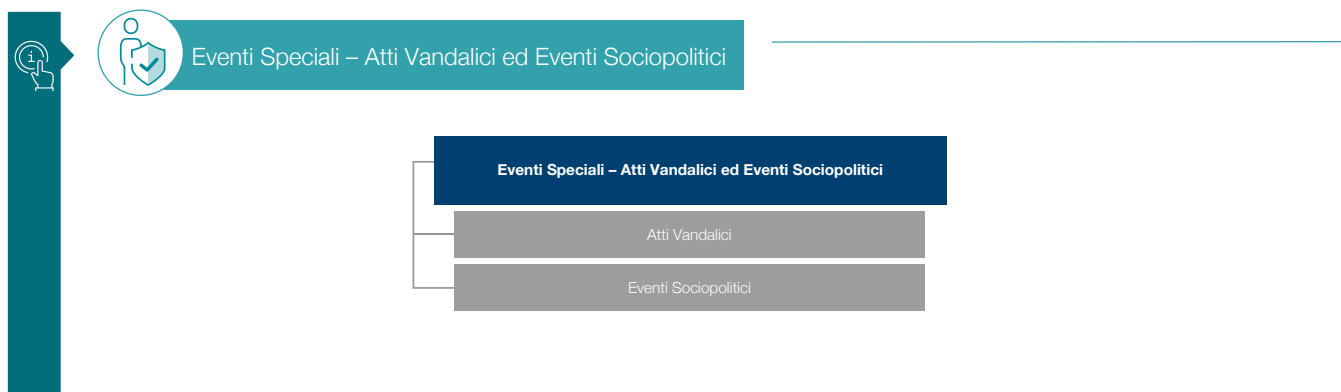 Eventi Speciali – Atti Vandalici ed Eventi Sociopolitici
Eventi Speciali – Atti Vandalici ed Eventi Sociopolitici
Atti Vandalici
Eventi Sociopolitici